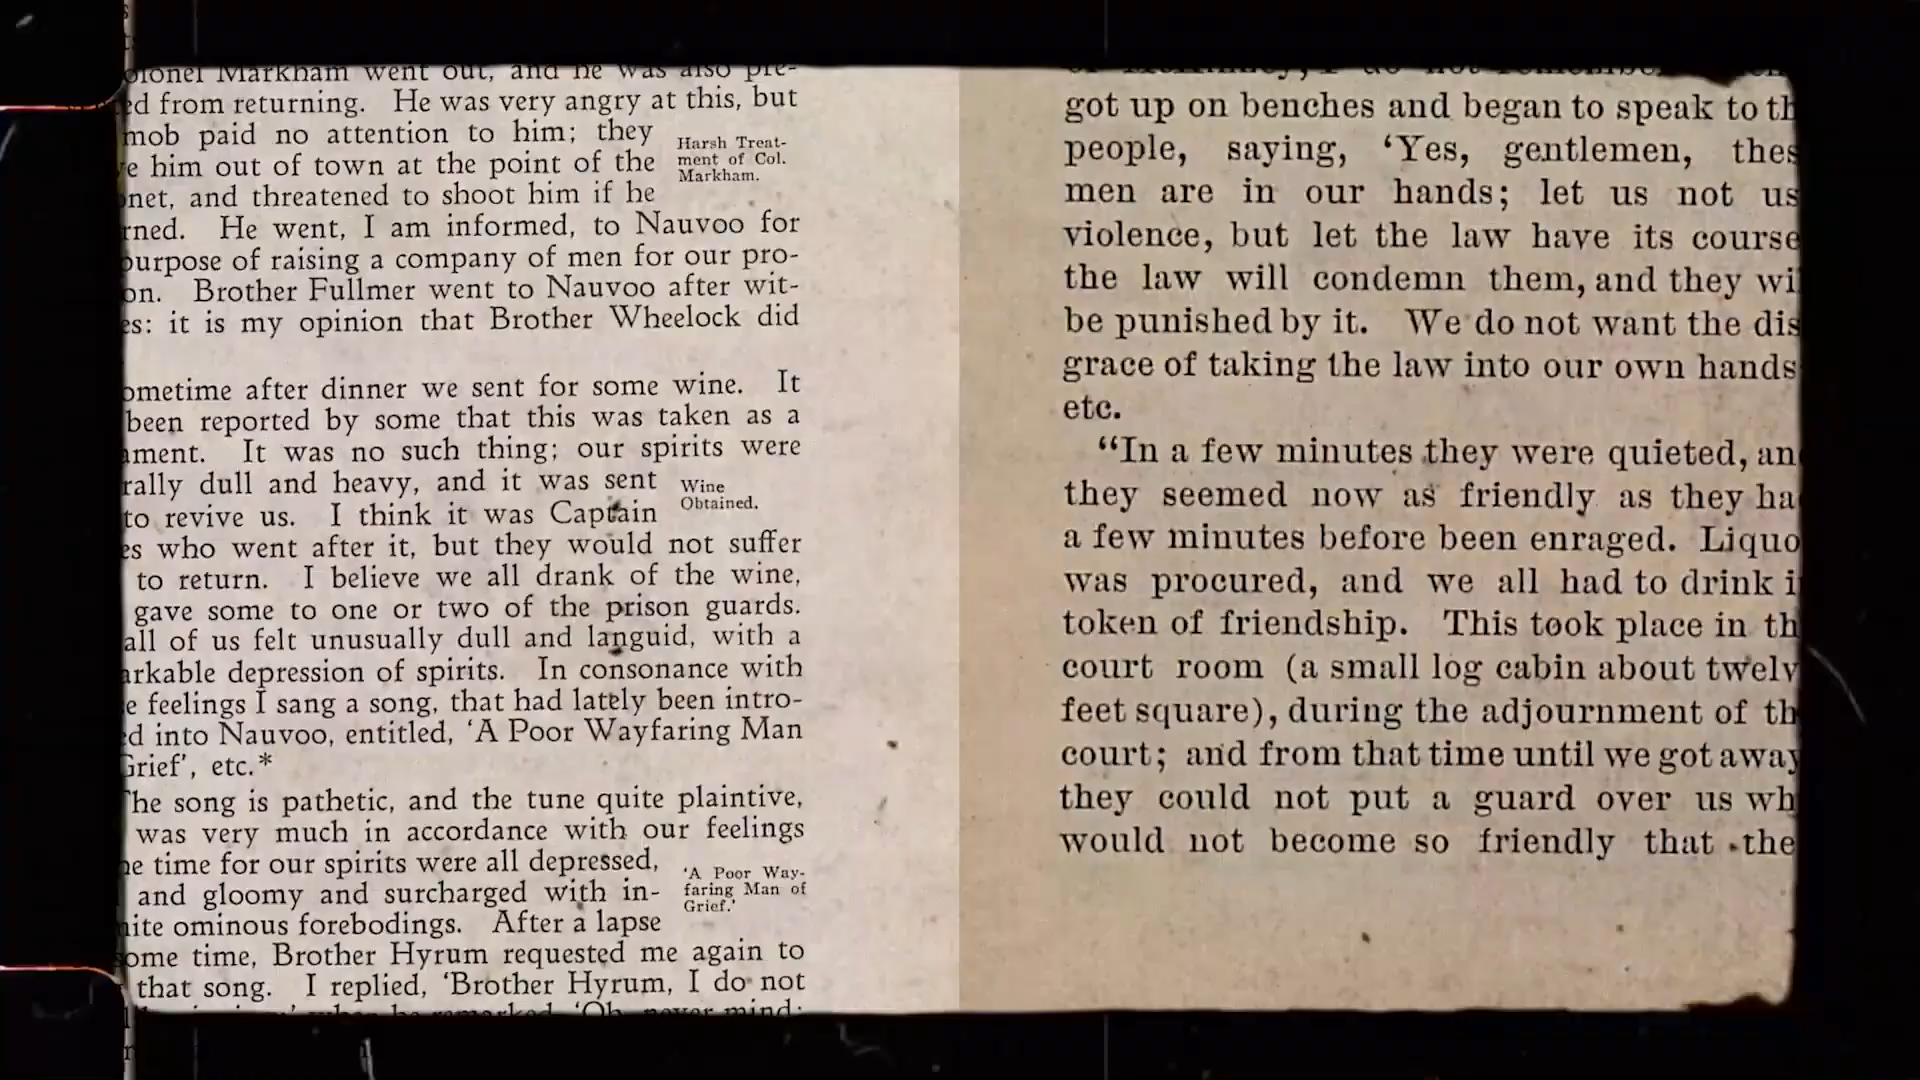 from returning. He was very angry at this, but
mob paid no attention to him; they
him out of town at the point of the
Harsh Treat-
ment of Col.
Markham.
and threatened to shoot him if he
He went, I am informed, to Nauvoo for
purpose of raising a company of men for our pro-
Brother Fullmer went to Nauvoo after wit-
it is my opinion that Brother Wheelock did
ometime after dinner we sent for some wine. It
been reported by some that this was taken as a
ament. It was no such thing; our spirits were
rally dull and heavy, and it was sent
to revive us. I think it was Captain
Wine
Obtained.
es who went after it, but they would not suffer
to return. I believe we all drank of the wine,
gave some to one or two of the prison guards.
all of us felt unusually dull and languid, with a
arkable depression of spirits. In consonance with
e feelings I sang a song, that had lately been intro-
ed into Nauvoo, entitled, 'A Poor Wayfaring Man
Grief', etc.*
The song is pathetic, and the tune quite plaintive,
was very much in accordance with our feelings
time for our spirits were all depressed,
and gloomy and surcharged with in-
'A Poor Way-
faring Man of
Grief.'
nite ominous forebodings. After a lapse
some time, Brother Hyrum requested me again to
that song. I replied, 'Brother Hyrum, I do not
got up on benches and began to speak to th
people, saying, ‘Yes, gentlemen, thes
men are in our hands; let us not us
violence, but let the law have its course
the law will condemn them, and they wi
be punished by it. We do not want the dis
grace of taking the law into our own hands
etc.
“In a few minutes they were quieted, an
they seemed now as friendly as they ha
a few minutes before been enraged. Liquo
was procured, and we all had to drink i
token of friendship. This took place in th
court room (a small log cabin about twelv
feet square), during the adjournment of th
court; and from that time until we got away
they could not put a guard over us wh
would not become so friendly that the